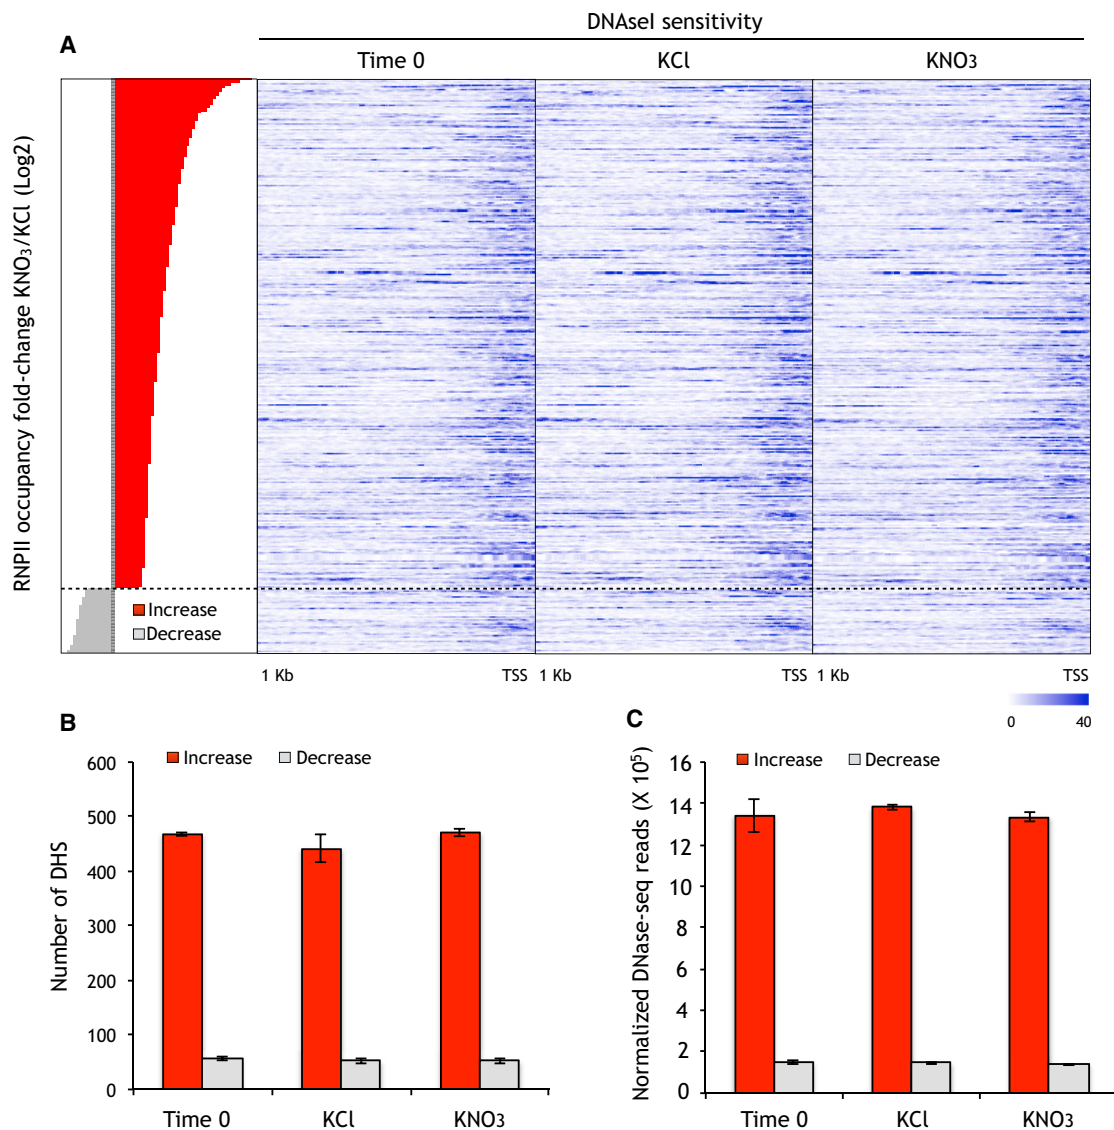 DNAseI sensitivity
A
Time 0 KCl KNO₃
RNPII occupancy fold-change KNO₃/KCl (Log2)
Increase
Decrease
1 Kb TSS 1 Kb TSS 1 Kb TSS
0 40
B
Increase Decrease
Number of DHS
600
500
400
300
200
100
0
Time 0 KCl KNO₃
C
Increase Decrease
Normalized DNase-seq reads (X 10⁵)
16
14
12
10
8
6
4
2
0
Time 0 KCl KNO₃